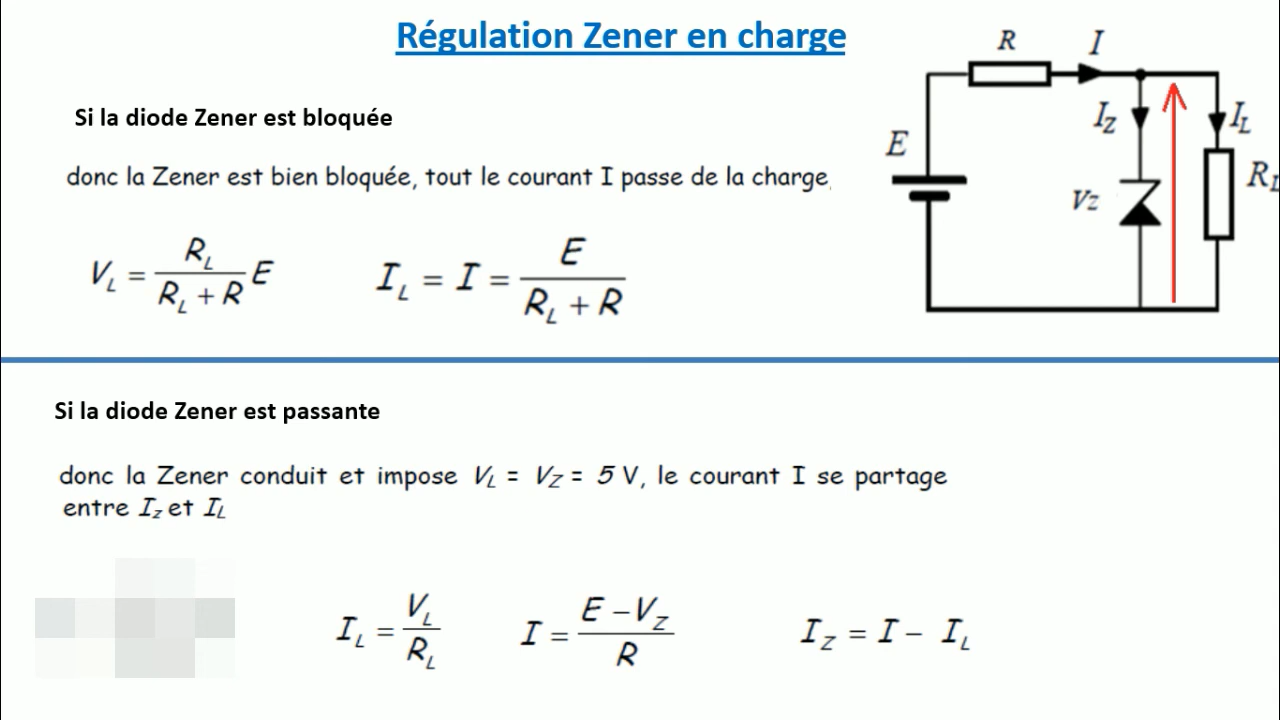 Régulation Zener en charge
R I
Si la diode Zener est bloquée
I_Z I_L
E
donc la Zener est bien bloquée, tout le courant I passe de la charge,
R_L
V_Z
V_L = R_L / (R_L + R) E I_L = I = E / (R_L + R)
Si la diode Zener est passante
donc la Zener conduit et impose V_L = V_Z = 5 V, le courant I se partage
entre I_z et I_L
I_L = V_L / R_L I = (E - V_Z) / R I_Z = I - I_L